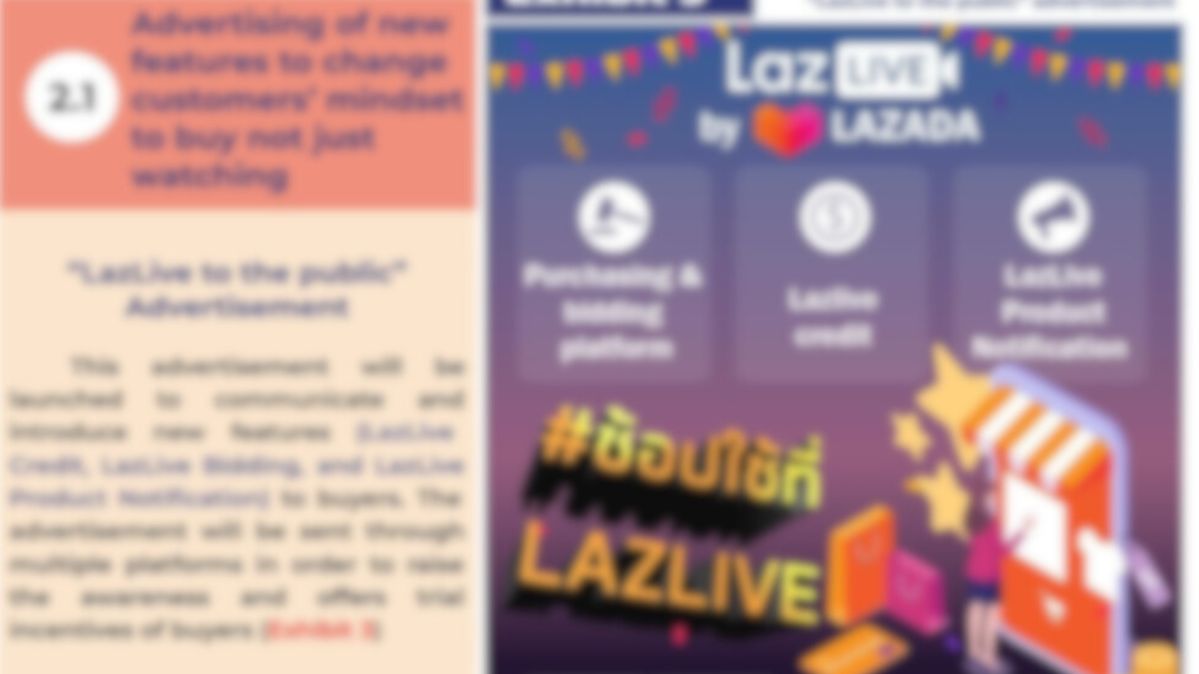 2.1
Advertising of new
features to change
customers' mindset
to buy not just
watching
"LazLive to the public"
Advertisement
This advertisement will be
launched to communicate and
introduce new features (LazLive
Credit, LazLive Bidding, and LazLive
Product Notification) to buyers. The
advertisement will be sent through
multiple platforms in order to raise
the awareness and offers trial
incentives of buyers (Exhibit 3)
"LazLive to the public" advertisement
Laz LIVE
by LAZADA
Purchasing &
bidding
platform
Lazlive
credit
LazLive
Product
Notification
#ช้อปใช้ที่
LAZLIVE